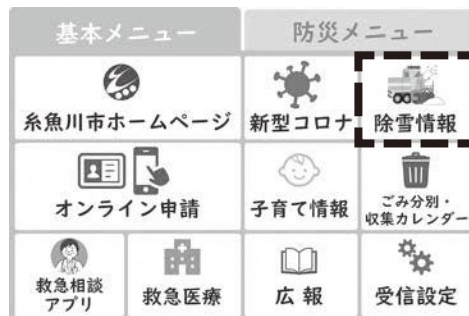 基本メニュー
防災メニュー
糸魚川市ホームページ
新型コロナ
除雪情報
オンライン申請
子育て情報
ごみ分別・
収集カレンダー
救急相談
アプリ
救急医療
広報
受信設定